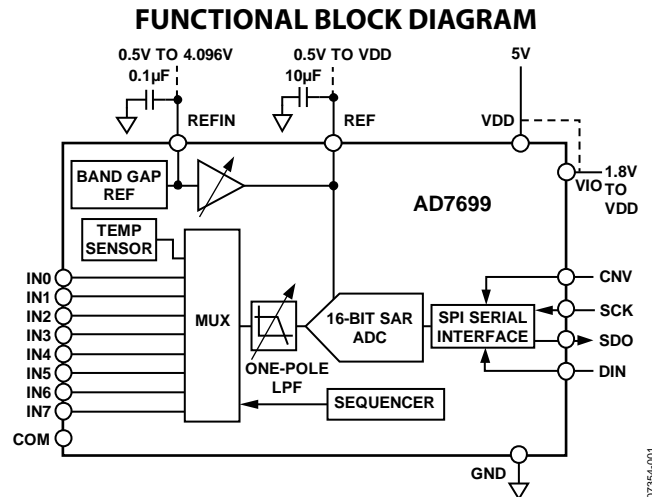 FUNCTIONAL BLOCK DIAGRAM
0.5V TO 4.096V
0.1µF
0.5V TO VDD
10µF
5V
REFIN
REF
VDD
VIO
1.8V
TO
VDD
BAND GAP
REF
AD7699
TEMP
SENSOR
IN0
IN1
IN2
IN3
IN4
IN5
IN6
IN7
COM
MUX
ONE-POLE
LPF
16-BIT SAR
ADC
SPI SERIAL
INTERFACE
CNV
SCK
SDO
DIN
SEQUENCER
GND
07354-001